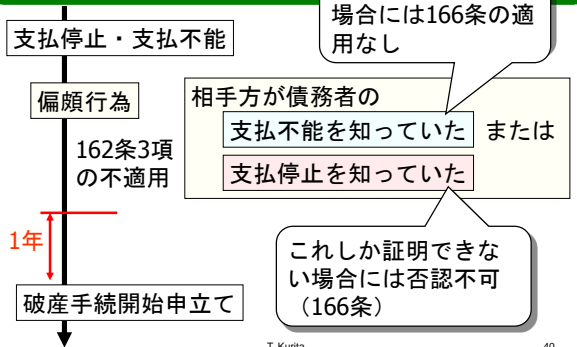 場合には166条の適
用なし
支払停止・支払不能
偏頗行為
相手方が債務者の
支払不能を知っていた または
162条3項
の不適用
支払停止を知っていた
1年
これしか証明できな
い場合には否認不可
（166条）
破産手続開始申立て
T. Kurita
40